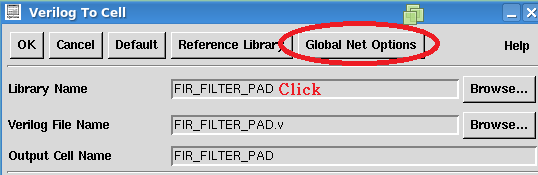 Verilog To Cell
OK Cancel Default Reference Library Global Net Options Help
Library Name FIR_FILTER_PAD Click Browse...
Verilog File Name FIR_FILTER_PAD.v Browse...
Output Cell Name FIR_FILTER_PAD